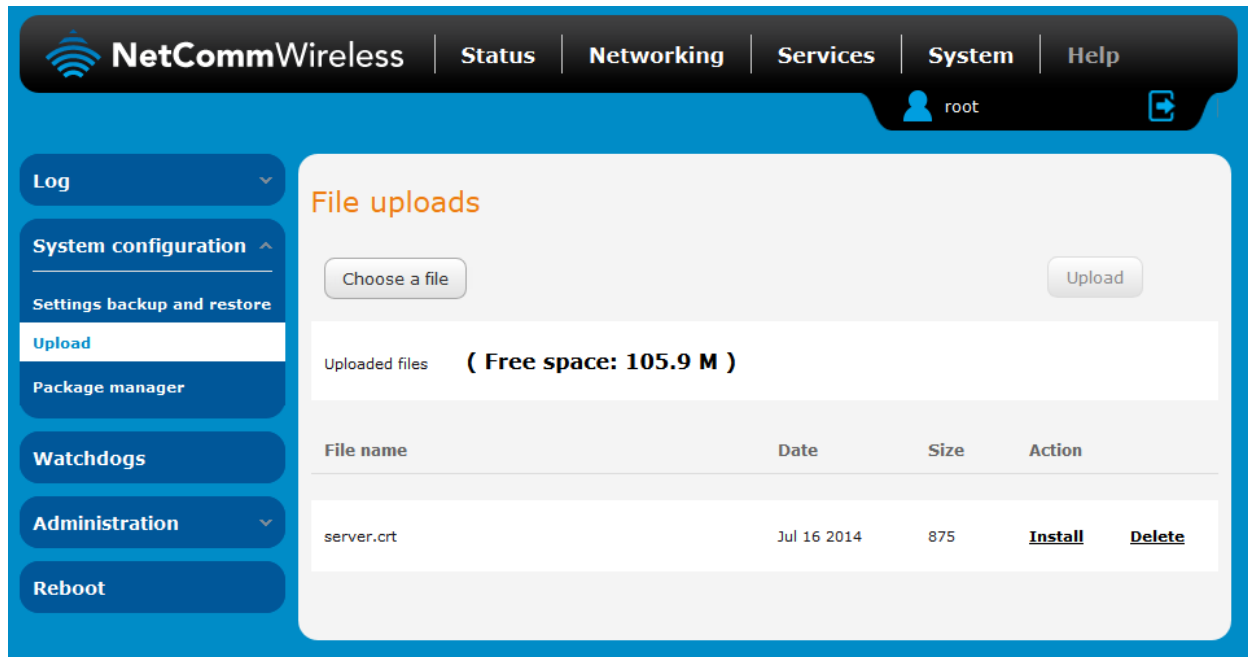 NetCommWireless Status Networking Services System Help
root
Log
System configuration
Settings backup and restore
Upload
Package manager
Watchdogs
Administration
Reboot
File uploads
Choose a file Upload
Uploaded files ( Free space: 105.9 M )
File name Date Size Action
server.crt Jul 16 2014 875 Install Delete